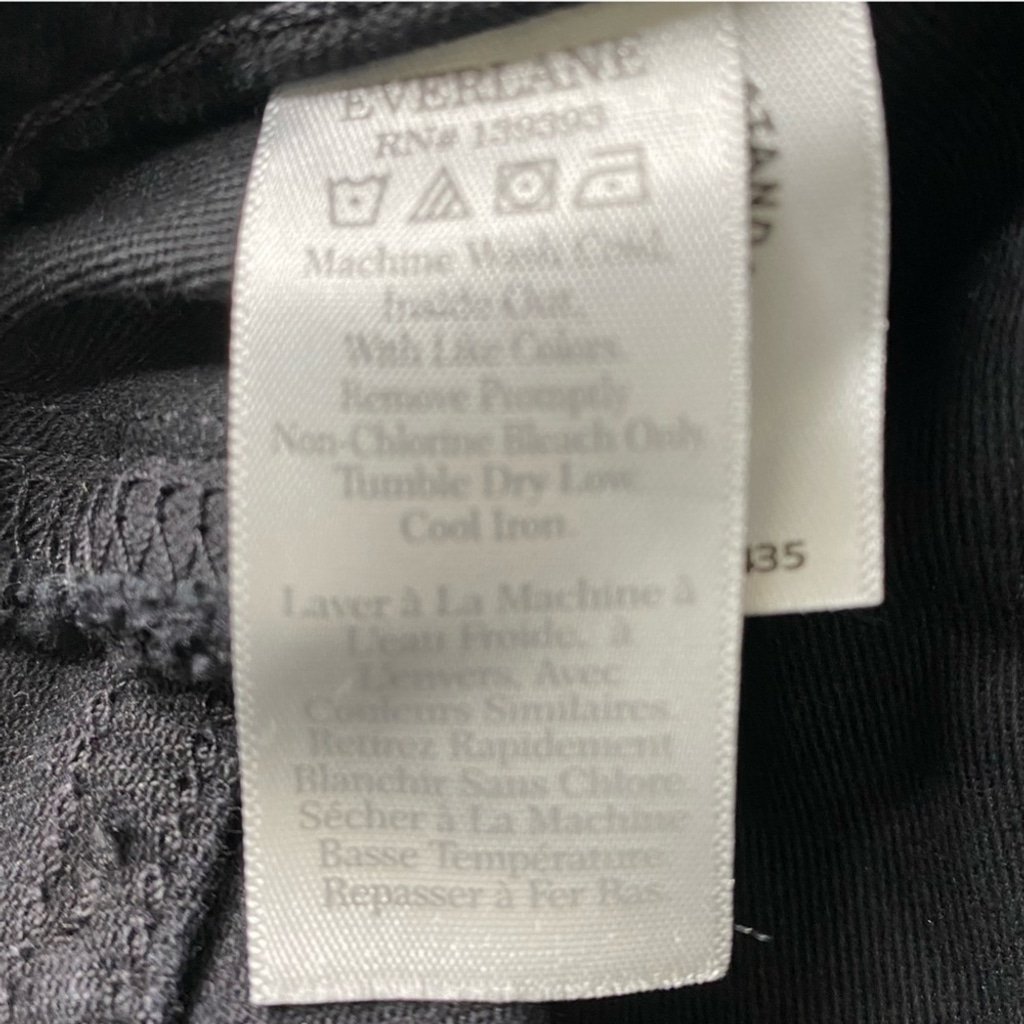 EVERLANE
RN# 139393
Machine Wash Cold.
Inside Out.
With Like Colors.
Remove Promptly
Non-Chlorine Bleach Only
Tumble Dry Low.
Cool Iron.
Laver à La Machine à
L'eau Froide, à
L'envers, Avec
Couleurs Similaires.
Retirez Rapidement
Blanchir Sans Chlore.
Sécher à La Machine
Basse Température.
Repasser à Fer Bas.
435